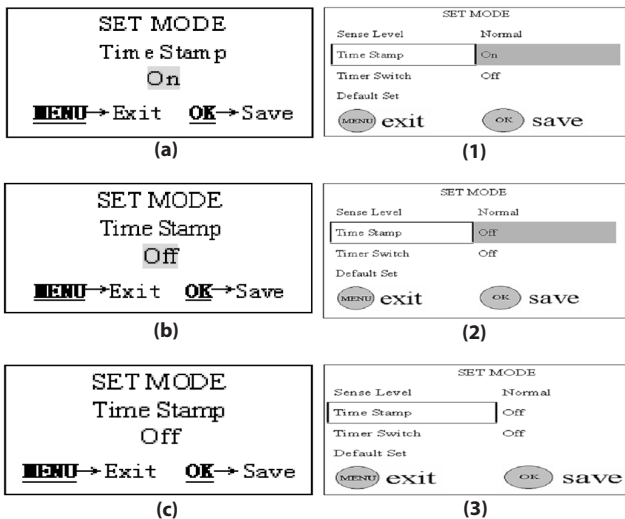 SET MODE
Time Stamp
On
MENU→Exit OK→Save
(a)
SET MODE
Sense Level Normal
Time Stamp On
Timer Switch Off
Default Set
MENU exit OK save
(1)
SET MODE
Time Stamp
Off
MENU→Exit OK→Save
(b)
SET MODE
Sense Level Normal
Time Stamp Off
Timer Switch Off
Default Set
MENU exit OK save
(2)
SET MODE
Time Stamp
Off
MENU→Exit OK→Save
(c)
SET MODE
Sense Level Normal
Time Stamp Off
Timer Switch Off
Default Set
MENU exit OK save
(3)